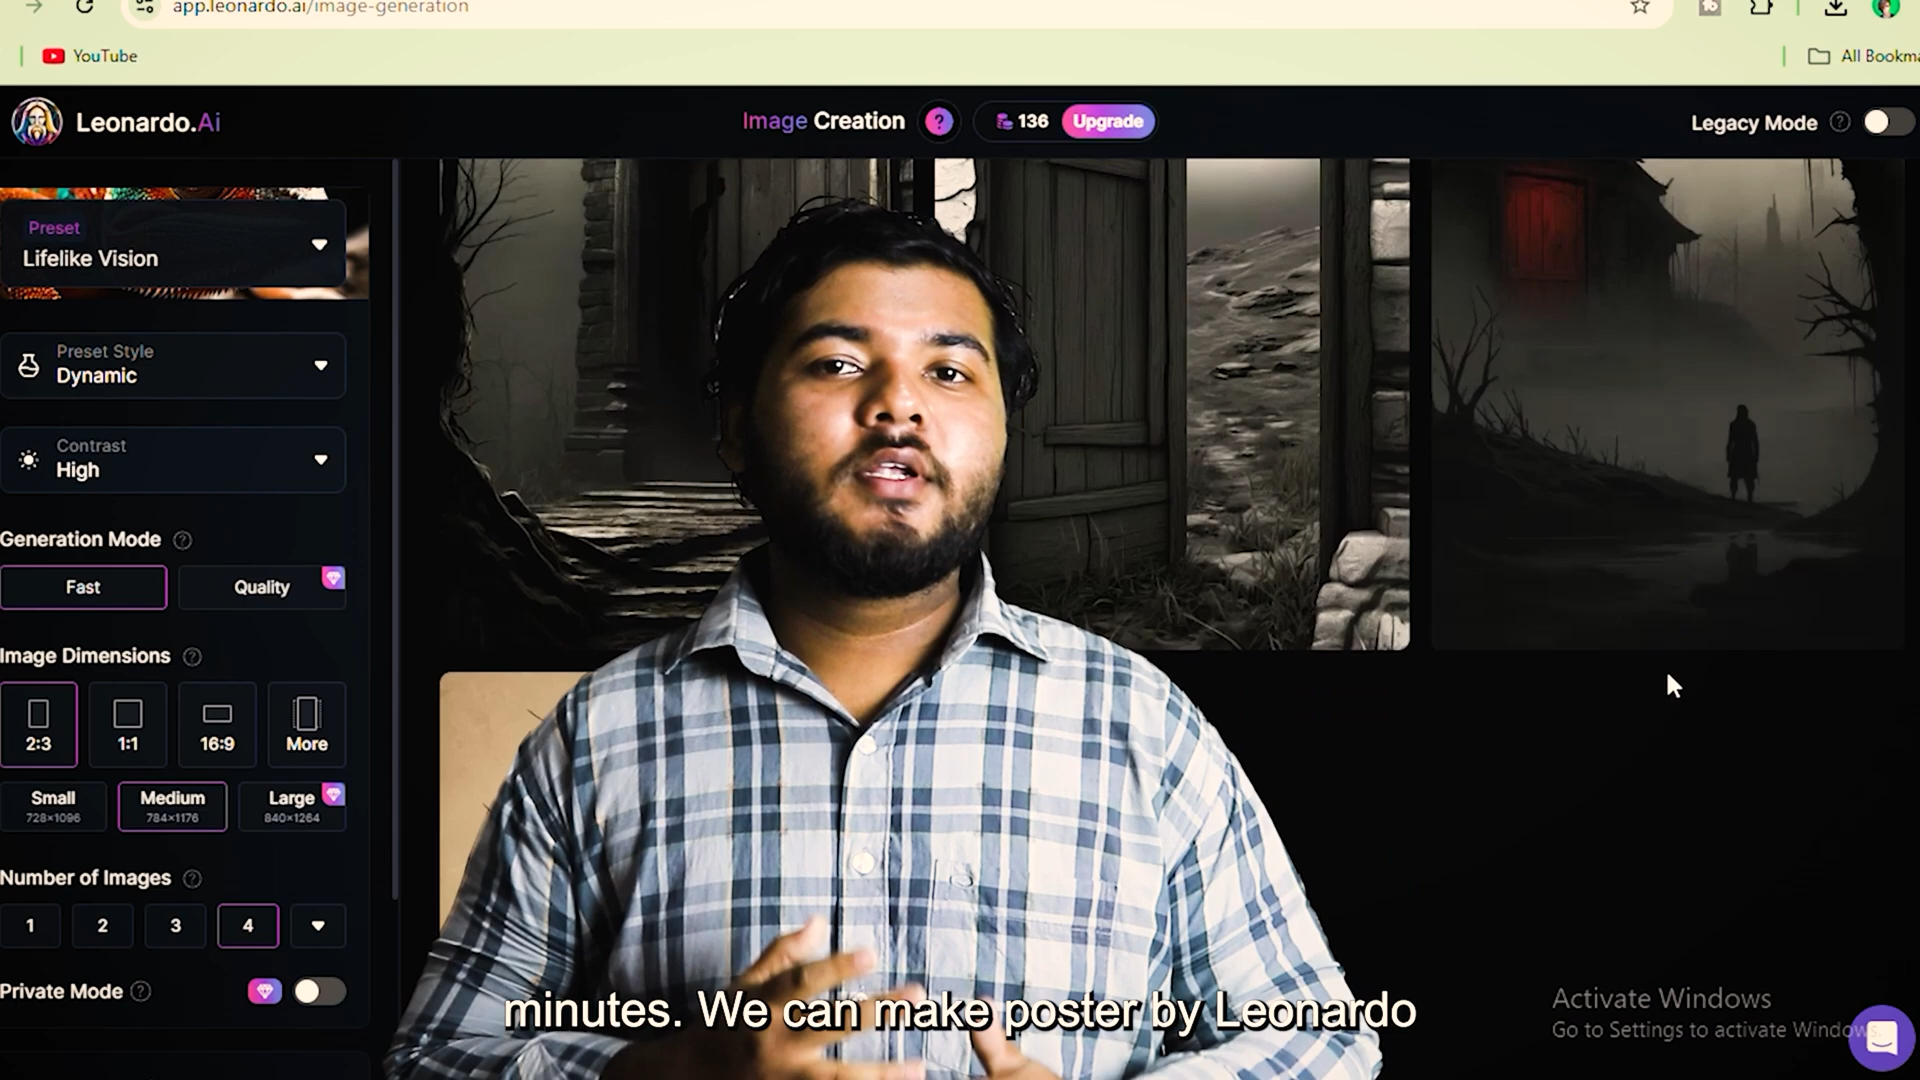 app.leonardo.ai/image-generation
YouTube
All Bookma
Leonardo.Ai
Image Creation ? 136 Upgrade
Legacy Mode ?
Preset
Lifelike Vision
Preset Style
Dynamic
Contrast
High
Generation Mode ?
Fast Quality
Image Dimensions ?
2:3 1:1 16:9 More
Small Medium Large
728×1096 784×1176 840×1264
Number of Images ?
1 2 3 4
Private Mode ?
minutes. We can make poster by Leonardo
Activate Windows
Go to Settings to activate Windows.